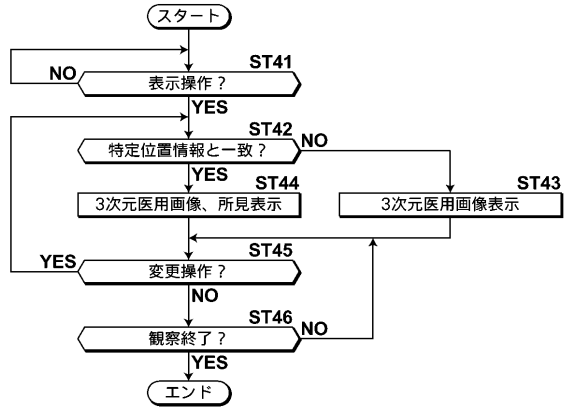 スタート
ST41
NO
表示操作？
YES
ST42
NO
特定位置情報と一致？
YES
ST44
ST43
3次元医用画像、所見表示
3次元医用画像表示
ST45
YES
変更操作？
NO
ST46
NO
観察終了？
YES
エンド